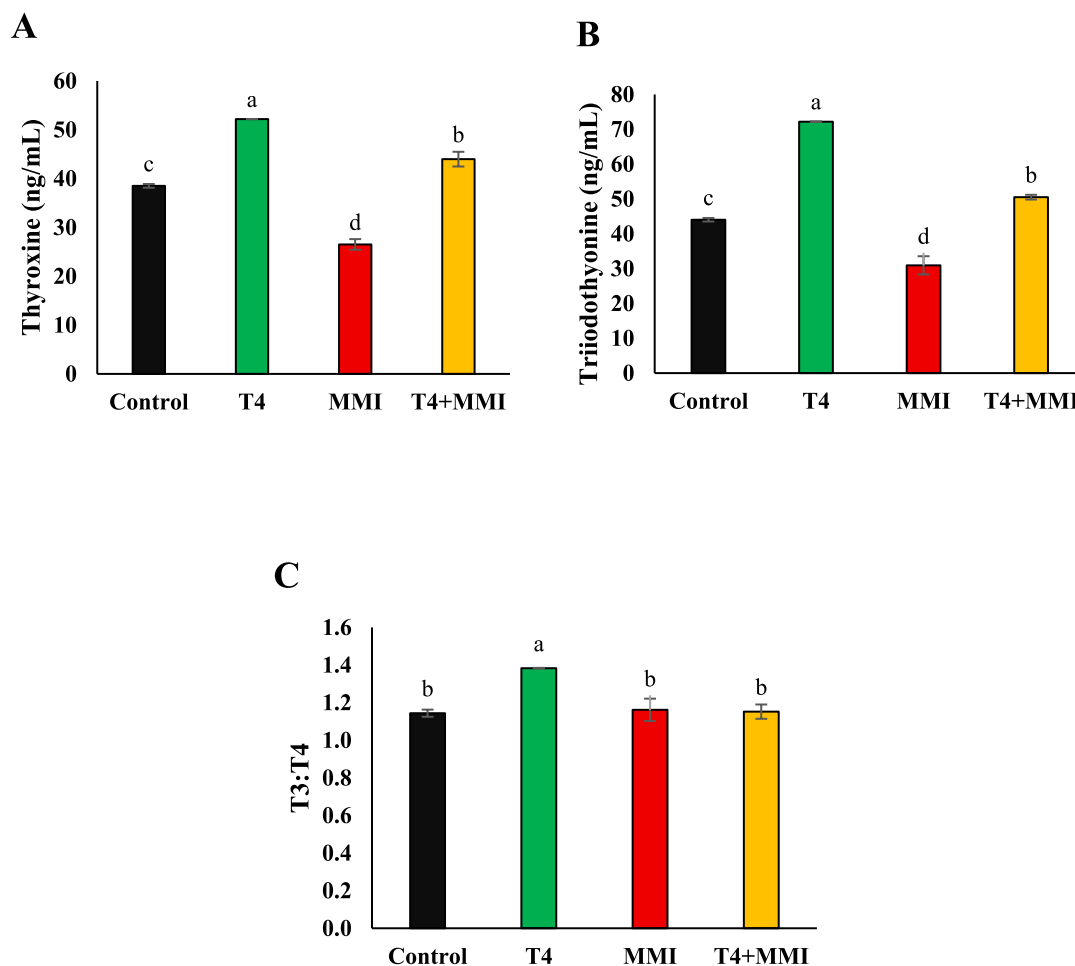 A
Thyroxine (ng/mL)
60
50
40
30
20
10
0
c
a
d
b
Control T4 MMI T4+MMI
B
Triiodothyonine (ng/mL)
80
70
60
50
40
30
20
10
0
c
a
d
b
Control T4 MMI T4+MMI
C
T3:T4
1.6
1.4
1.2
1.0
0.8
0.6
0.4
0.2
0.0
b
a
b
b
Control T4 MMI T4+MMI